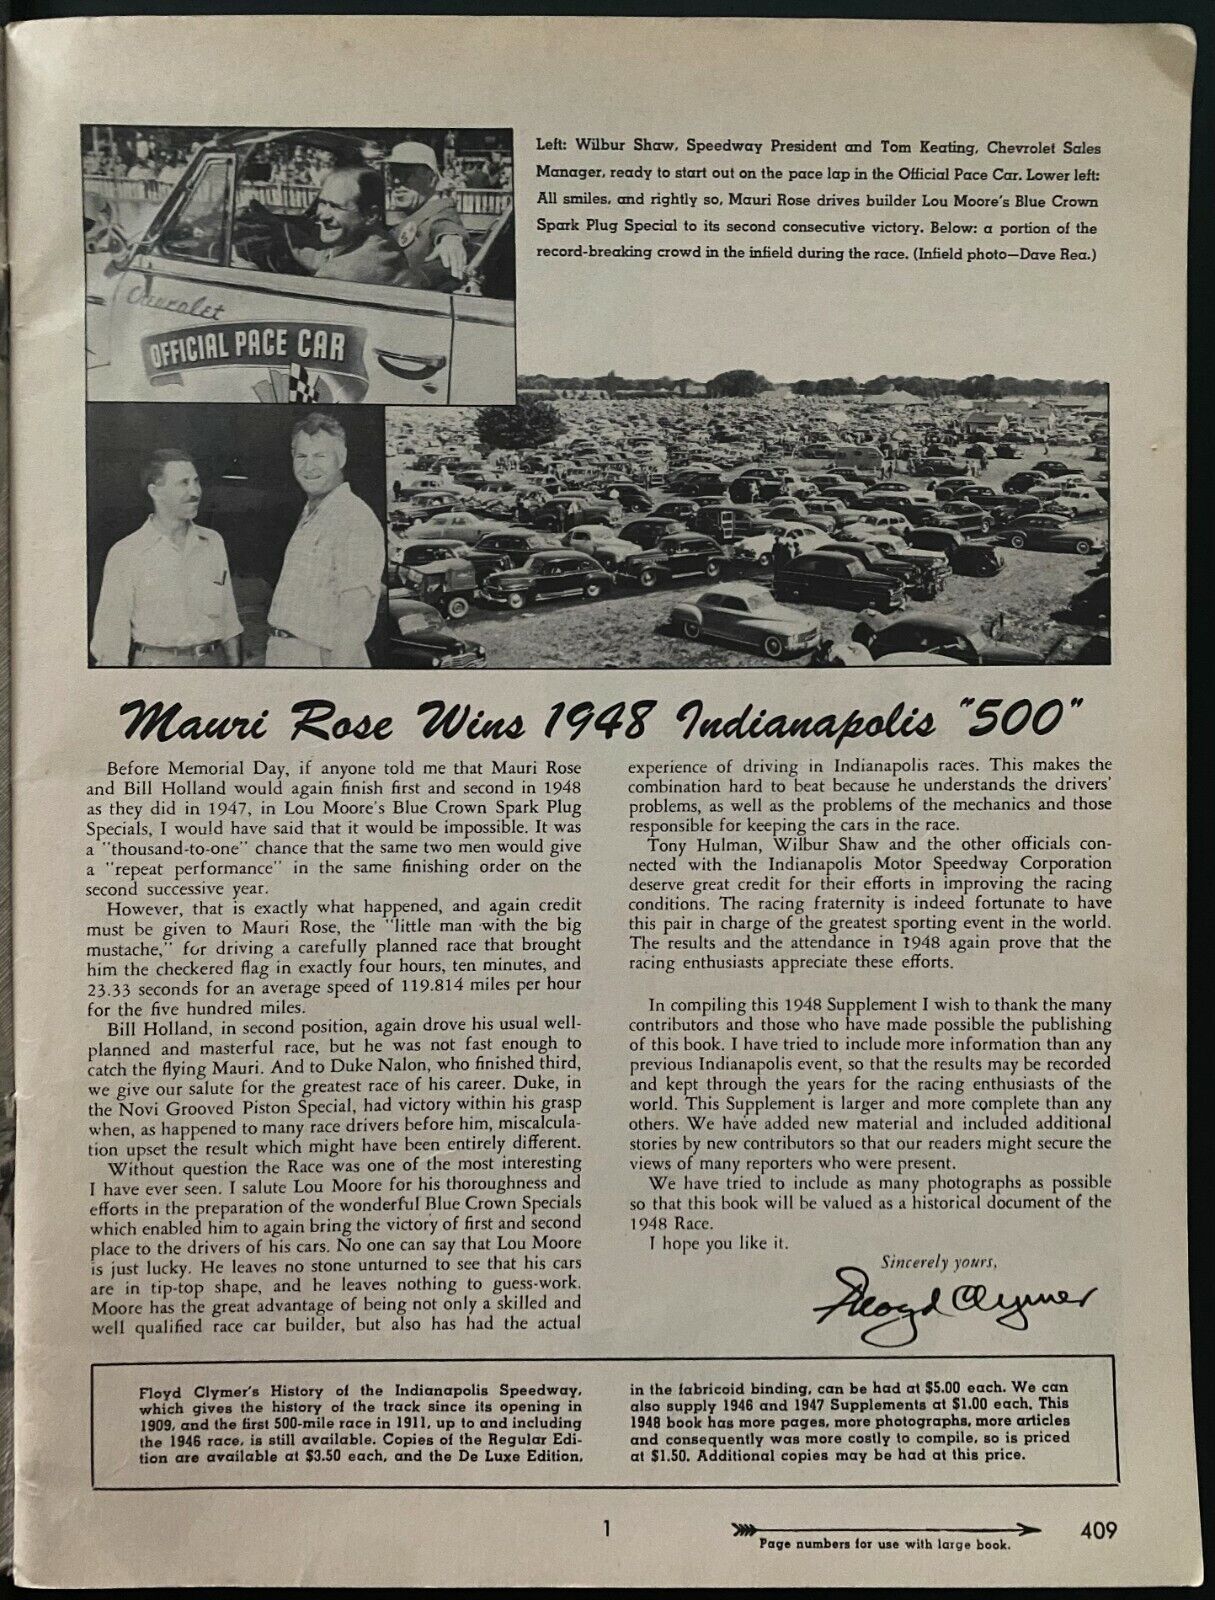 Left: Wilbur Shaw, Speedway President and Tom Keating, Chevrolet Sales
Manager, ready to start out on the pace lap in the Official Pace Car. Lower left:
All smiles, and rightly so, Mauri Rose drives builder Lou Moore's Blue Crown
Spark Plug Special to its second consecutive victory. Below: a portion of the
record-breaking crowd in the infield during the race. (Infield photo—Dave Rea.)
Chevrolet
OFFICIAL PACE CAR
Mauri Rose Wins 1948 Indianapolis "500"
Before Memorial Day, if anyone told me that Mauri Rose
and Bill Holland would again finish first and second in 1948
as they did in 1947, in Lou Moore's Blue Crown Spark Plug
Specials, I would have said that it would be impossible. It was
a "thousand-to-one" chance that the same two men would give
a "repeat performance" in the same finishing order on the
second successive year.
However, that is exactly what happened, and again credit
must be given to Mauri Rose, the "little man with the big
mustache," for driving a carefully planned race that brought
him the checkered flag in exactly four hours, ten minutes, and
23.33 seconds for an average speed of 119.814 miles per hour
for the five hundred miles.
Bill Holland, in second position, again drove his usual well-
planned and masterful race, but he was not fast enough to
catch the flying Mauri. And to Duke Nalon, who finished third,
we give our salute for the greatest race of his career. Duke, in
the Novi Grooved Piston Special, had victory within his grasp
when, as happened to many race drivers before him, miscalcula-
tion upset the result which might have been entirely different.
Without question the Race was one of the most interesting
I have ever seen. I salute Lou Moore for his thoroughness and
efforts in the preparation of the wonderful Blue Crown Specials
which enabled him to again bring the victory of first and second
place to the drivers of his cars. No one can say that Lou Moore
is just lucky. He leaves no stone unturned to see that his cars
are in tip-top shape, and he leaves nothing to guess-work.
Moore has the great advantage of being not only a skilled and
well qualified race car builder, but also has had the actual
experience of driving in Indianapolis races. This makes the
combination hard to beat because he understands the drivers'
problems, as well as the problems of the mechanics and those
responsible for keeping the cars in the race.
Tony Hulman, Wilbur Shaw and the other officials con-
nected with the Indianapolis Motor Speedway Corporation
deserve great credit for their efforts in improving the racing
conditions. The racing fraternity is indeed fortunate to have
this pair in charge of the greatest sporting event in the world.
The results and the attendance in 1948 again prove that the
racing enthusiasts appreciate these efforts.
In compiling this 1948 Supplement I wish to thank the many
contributors and those who have made possible the publishing
of this book. I have tried to include more information than any
previous Indianapolis event, so that the results may be recorded
and kept through the years for the racing enthusiasts of the
world. This Supplement is larger and more complete than any
others. We have added new material and included additional
stories by new contributors so that our readers might secure the
views of many reporters who were present.
We have tried to include as many photographs as possible
so that this book will be valued as a historical document of the
1948 Race.
I hope you like it.
Sincerely yours,
Floyd Clymer
Floyd Clymer's History of the Indianapolis Speedway,
which gives the history of the track since its opening in
1909, and the first 500-mile race in 1911, up to and including
the 1946 race, is still available. Copies of the Regular Edi-
tion are available at $3.50 each, and the De Luxe Edition,
in the fabricoid binding, can be had at $5.00 each. We can
also supply 1946 and 1947 Supplements at $1.00 each. This
1948 book has more pages, more photographs, more articles
and consequently was more costly to compile, so is priced
at $1.50. Additional copies may be had at this price.
1
409
Page numbers for use with large book.